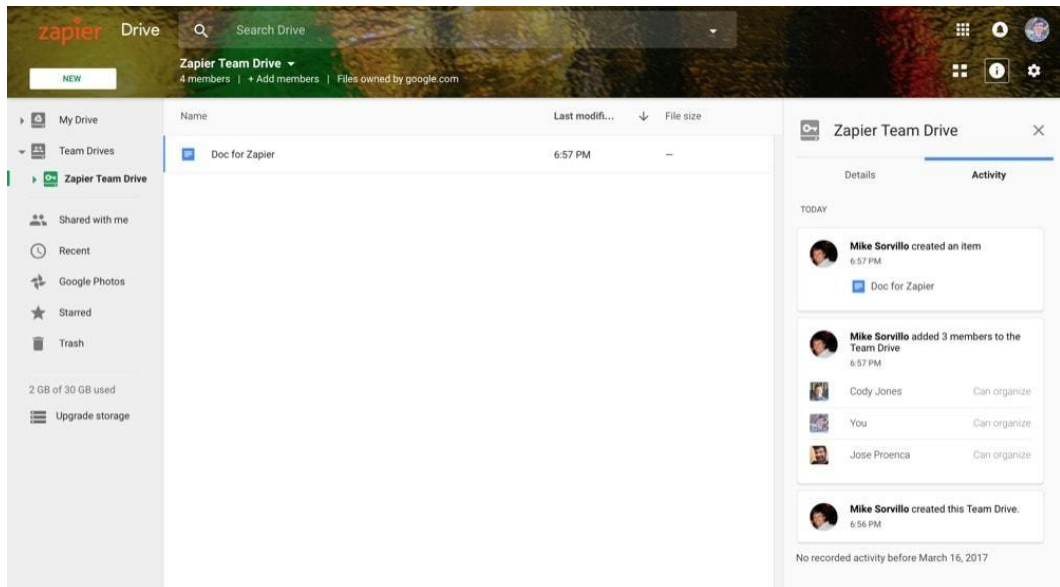 zapier Drive
Search Drive
NEW
Zapier Team Drive
4 members | + Add members | Files owned by google.com
My Drive
Team Drives
Zapier Team Drive
Shared with me
Recent
Google Photos
Starred
Trash
2 GB of 30 GB used
Upgrade storage
Name Last modifi... File size
Doc for Zapier 6:57 PM –
Zapier Team Drive
Details Activity
TODAY
Mike Sorvillo created an item
6:57 PM
Doc for Zapier
Mike Sorvillo added 3 members to the
Team Drive
6:57 PM
Cody Jones Can organize
You Can organize
Jose Proenca Can organize
Mike Sorvillo created this Team Drive.
6:56 PM
No recorded activity before March 16, 2017